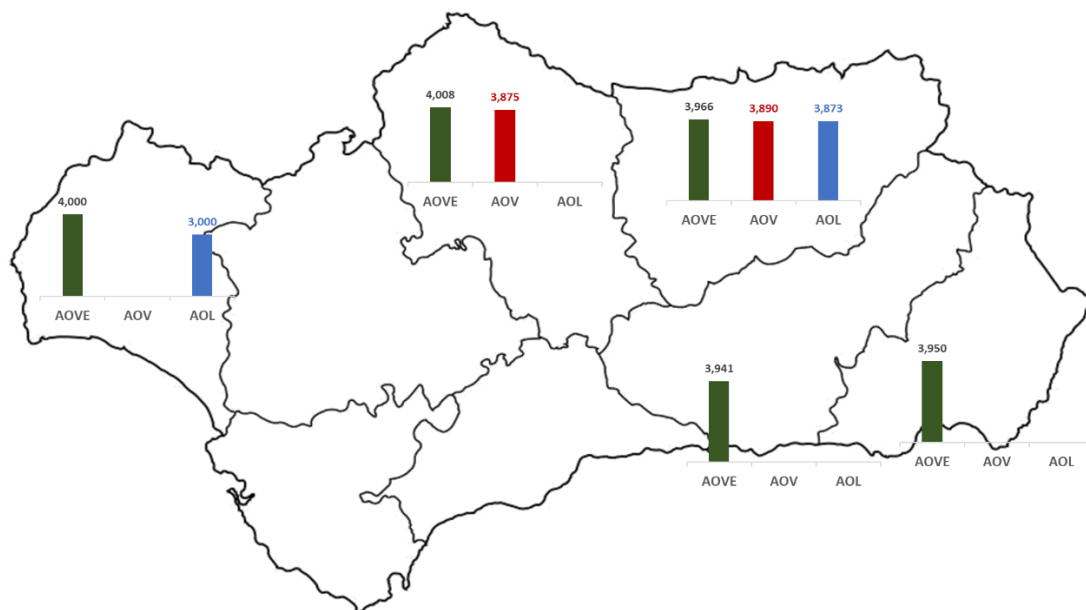 4,008 3,875
AOVE AOV AOL
3,966 3,890 3,873
AOVE AOV AOL
4,000 3,000
AOVE AOV AOL
3,941
AOVE AOV AOL
3,950
AOVE AOV AOL